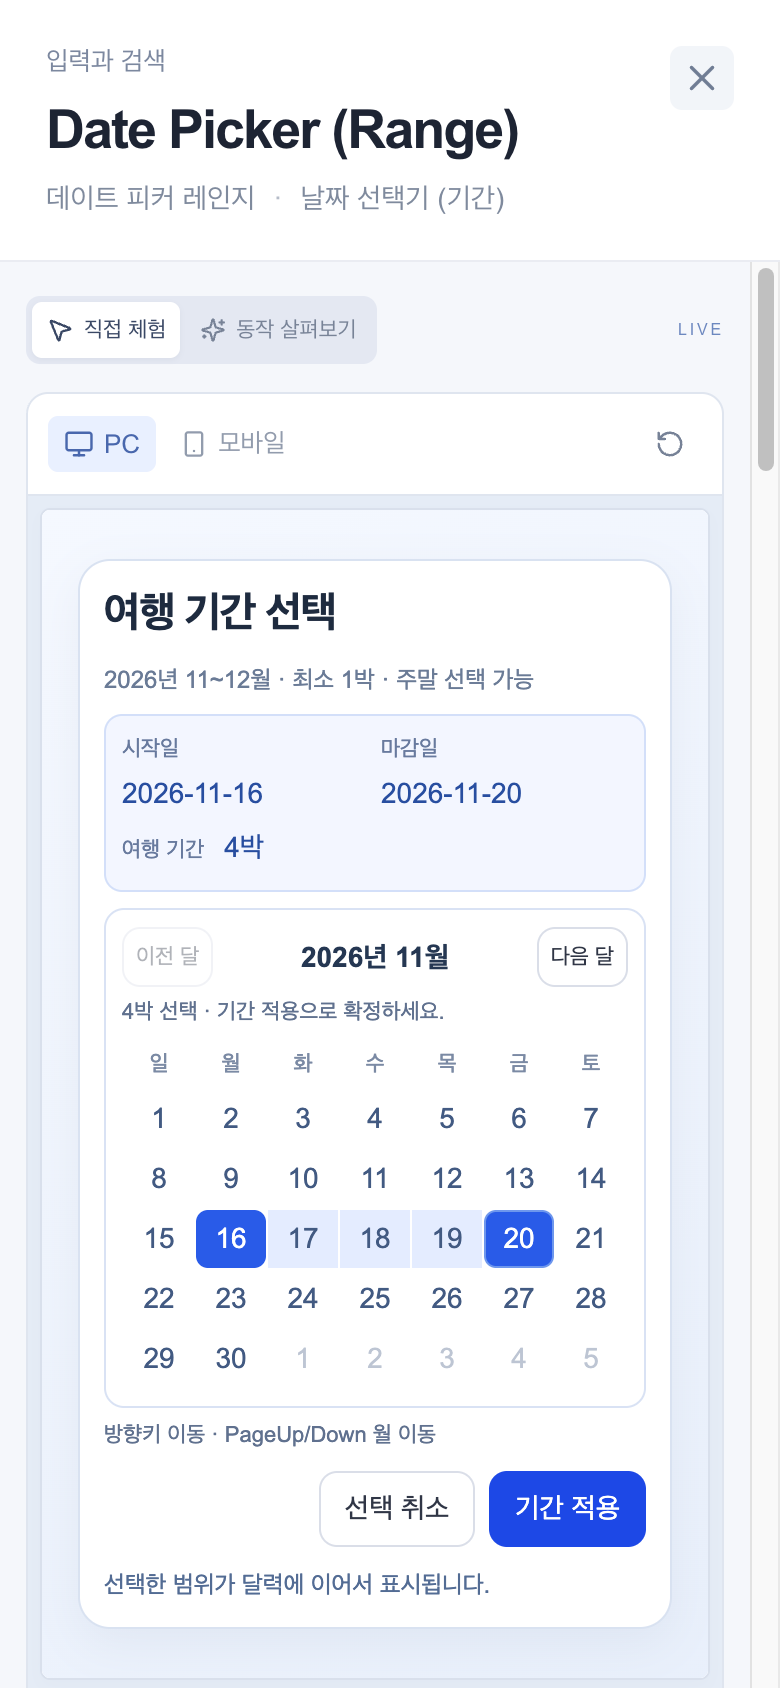 입력과 검색
Date Picker (Range)
데이트 피커 레인지 · 날짜 선택기 (기간)
직접 체험 동작 살펴보기 LIVE
PC 모바일
여행 기간 선택
2026년 11~12월 · 최소 1박 · 주말 선택 가능
시작일 마감일
2026-11-16 2026-11-20
여행 기간 4박
이전 달 2026년 11월 다음 달
4박 선택 · 기간 적용으로 확정하세요.
일 월 화 수 목 금 토
1 2 3 4 5 6 7
8 9 10 11 12 13 14
15 16 17 18 19 20 21
22 23 24 25 26 27 28
29 30 1 2 3 4 5
방향키 이동 · PageUp/Down 월 이동
선택 취소 기간 적용
선택한 범위가 달력에 이어서 표시됩니다.